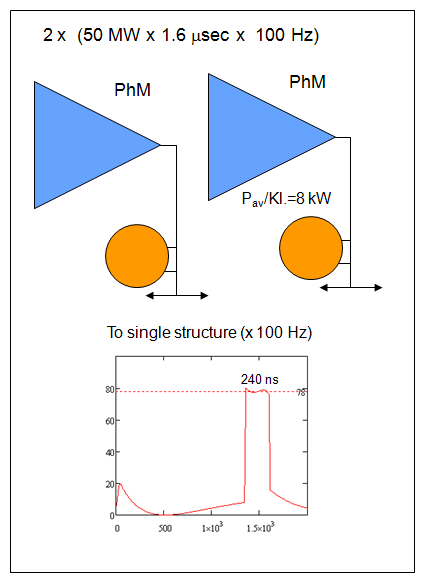 2 x (50 MW x 1.6 μsec x 100 Hz)
PhM
PhM
Pav/Kl.=8 kW
To single structure (x 100 Hz)
240 ns
80
78
60
40
20
0
0
500
1×10³
1.5×10³